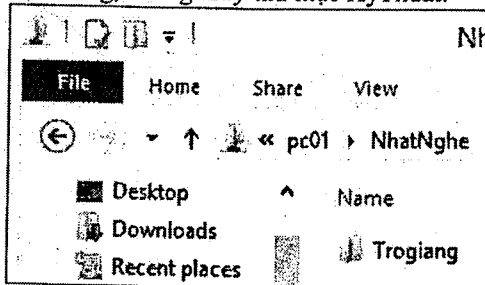 Nh
File Home Share View
« pc01 NhatNghe
Desktop
Name
Downloads
Trogiang
Recent places